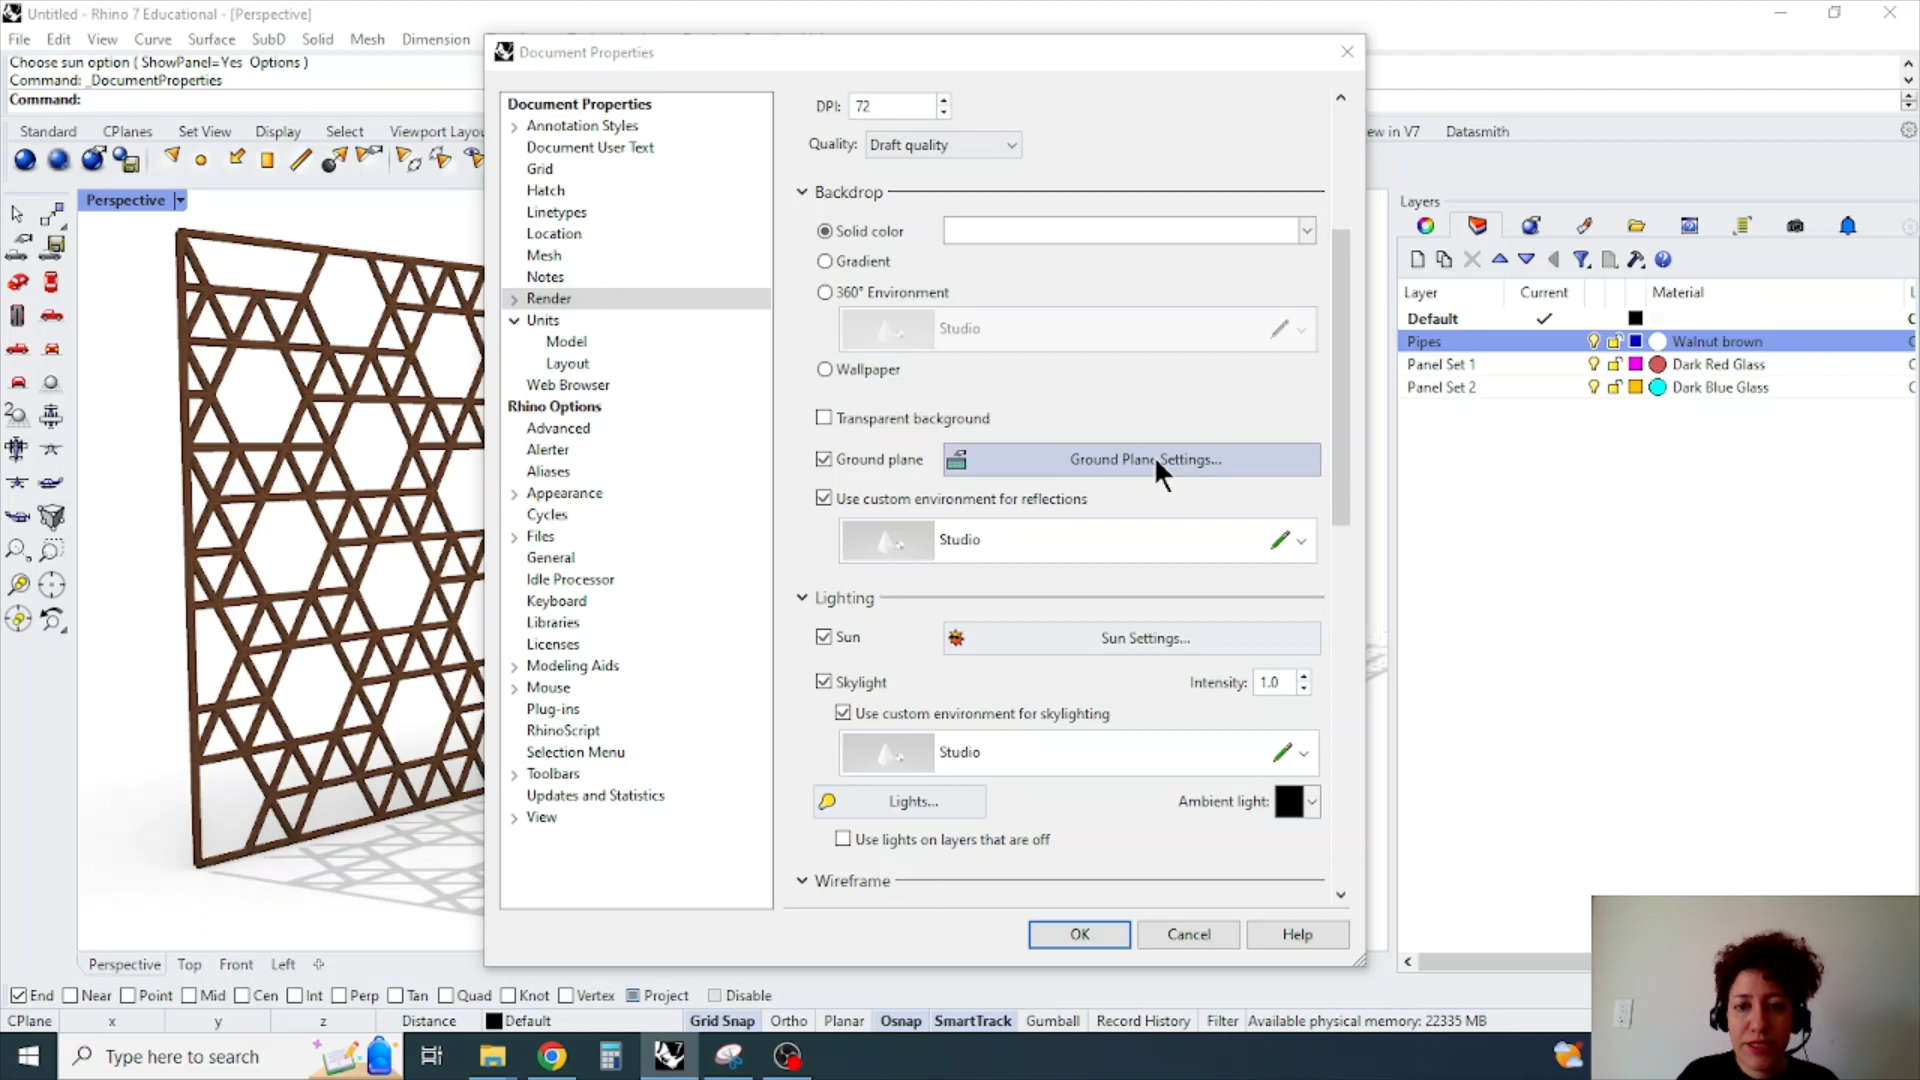 Untitled - Rhino 7 Educational - [Perspective]
File Edit View Curve Surface SubD Solid Mesh Dimension
Choose sun option ( ShowPanel=Yes Options )
Command: _DocumentProperties
Command:
Standard CPlanes Set View Display Select Viewport Layou
ew in V7 Datasmith
Perspective
Document Properties
Document Properties
Annotation Styles
Document User Text
Grid
Hatch
Linetypes
Location
Mesh
Notes
Render
Units
Model
Layout
Web Browser
Rhino Options
Advanced
Alerter
Aliases
Appearance
Cycles
Files
General
Idle Processor
Keyboard
Libraries
Licenses
Modeling Aids
Mouse
Plug-ins
RhinoScript
Selection Menu
Toolbars
Updates and Statistics
View
DPI: 72
Quality: Draft quality
Backdrop
Solid color
Gradient
360° Environment
Studio
Wallpaper
Transparent background
Ground plane Ground Plane Settings...
Use custom environment for reflections
Studio
Lighting
Sun Sun Settings...
Skylight Intensity: 1.0
Use custom environment for skylighting
Studio
Lights... Ambient light:
Use lights on layers that are off
Wireframe
OK Cancel Help
Layers
Layer Current Material L
Default C
Pipes Walnut brown C
Panel Set 1 Dark Red Glass C
Panel Set 2 Dark Blue Glass C
Perspective Top Front Left
End Near Point Mid Cen Int Perp Tan Quad Knot Vertex Project Disable
CPlane x y z Distance Default Grid Snap Ortho Planar Osnap SmartTrack Gumball Record History Filter Available physical memory: 22335 MB
Type here to search